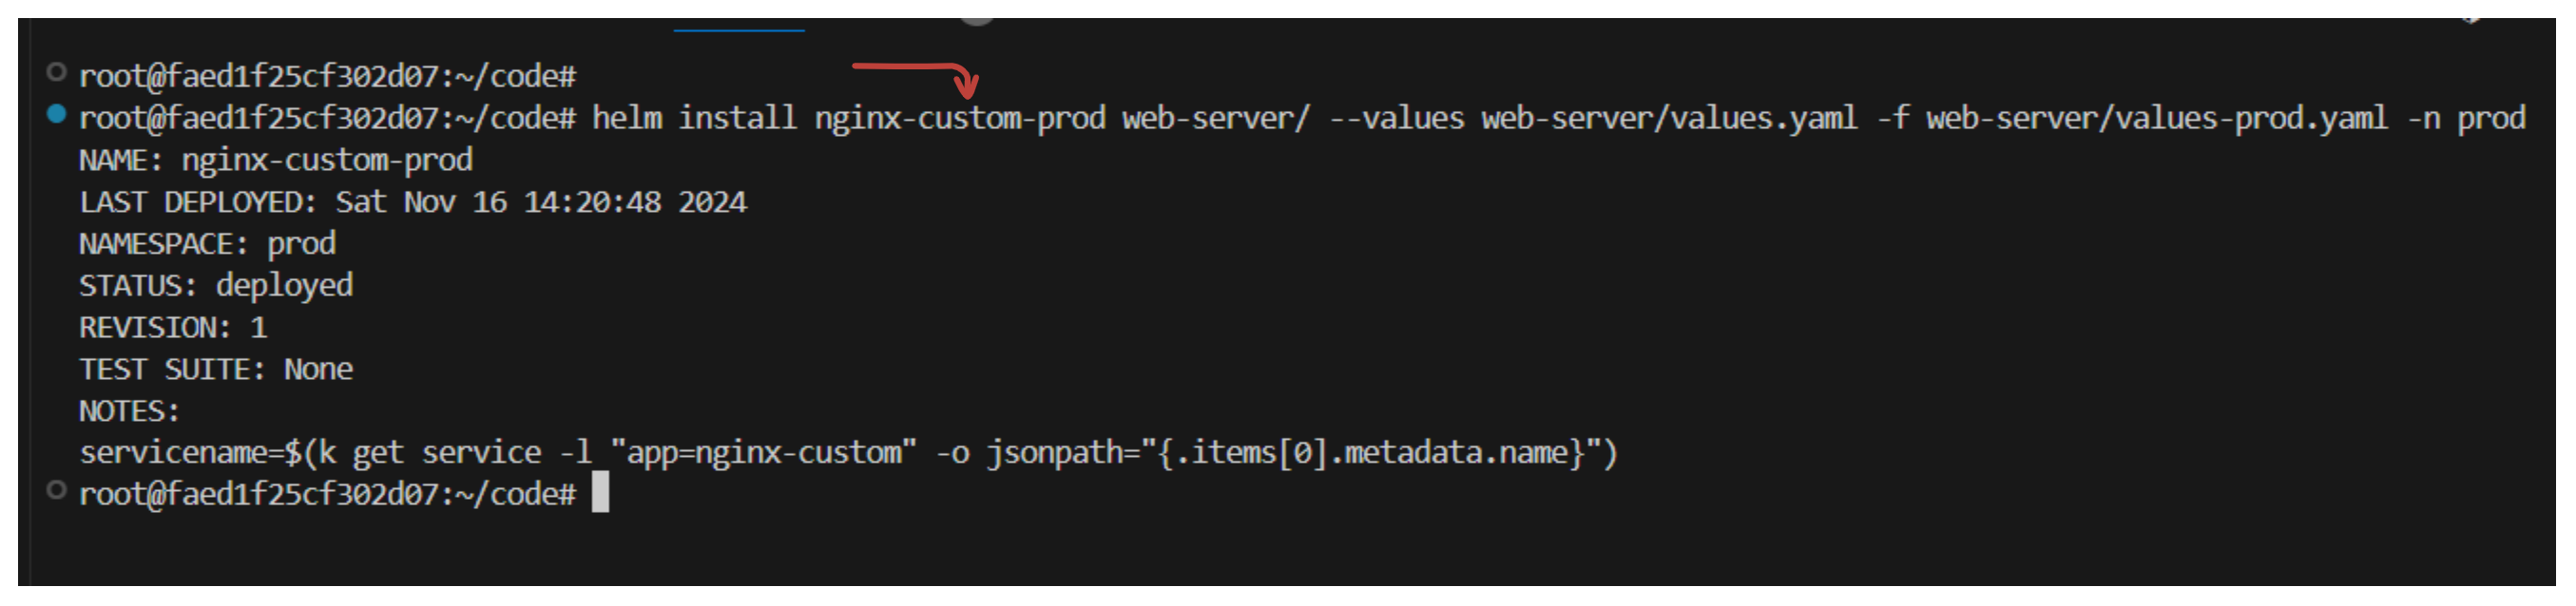 root@faed1f25cf302d07:~/code#
root@faed1f25cf302d07:~/code# helm install nginx-custom-prod web-server/ --values web-server/values.yaml -f web-server/values-prod.yaml -n prod
NAME: nginx-custom-prod
LAST DEPLOYED: Sat Nov 16 14:20:48 2024
NAMESPACE: prod
STATUS: deployed
REVISION: 1
TEST SUITE: None
NOTES:
servicename=$(k get service -l "app=nginx-custom" -o jsonpath="{.items[0].metadata.name}")
root@faed1f25cf302d07:~/code#